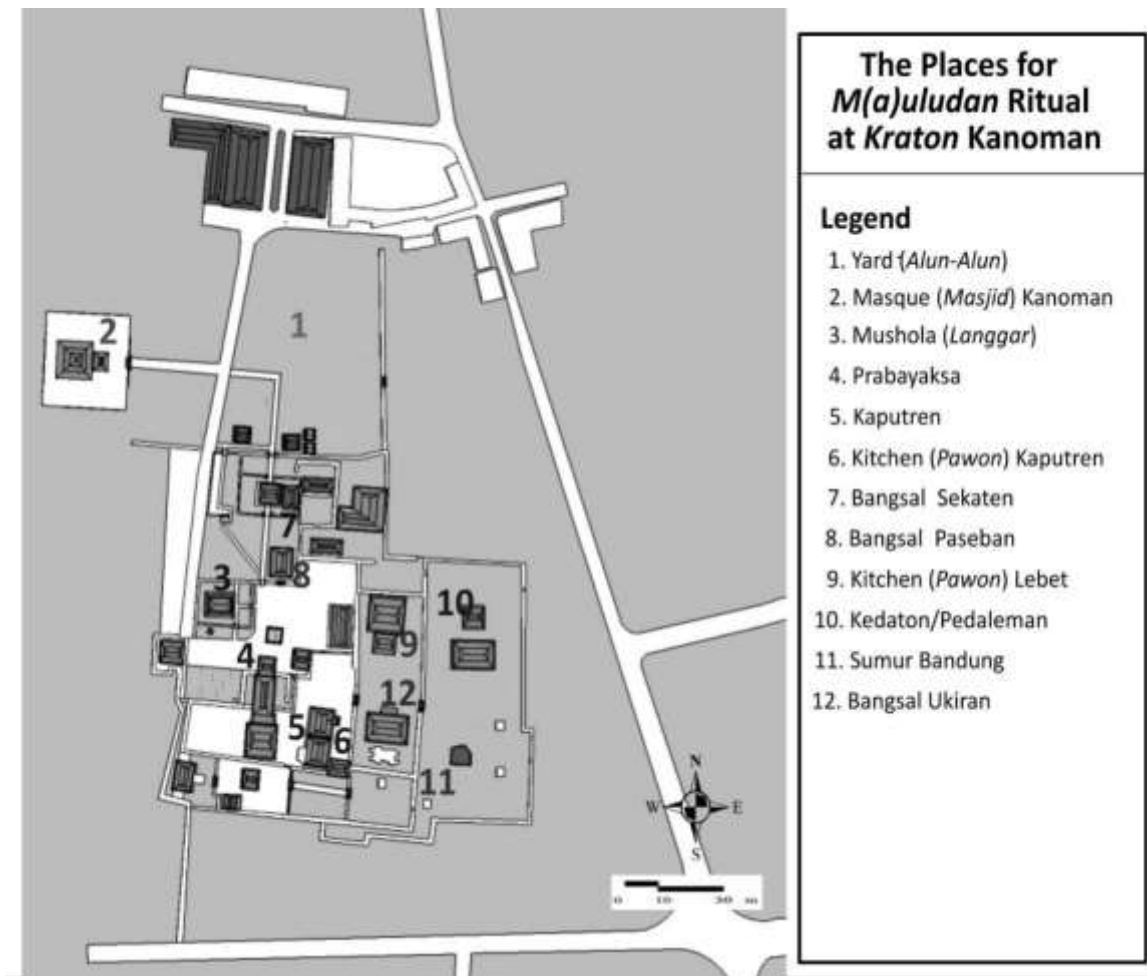 The Places for
M(a)uludan Ritual
at Kraton Kanoman
Legend
1. Yard (Alun-Alun)
2. Masque (Masjid) Kanoman
3. Mushola (Langgar)
4. Prabayaksa
5. Kaputren
6. Kitchen (Pawon) Kaputren
7. Bangsal Sekaten
8. Bangsal Paseban
9. Kitchen (Pawon) Lebet
10. Kedaton/Pedaleman
11. Sumur Bandung
12. Bangsal Ukiran
2
1
7
8
3
10
9
4
12
5
6
11
N
W E
S
0 10 m